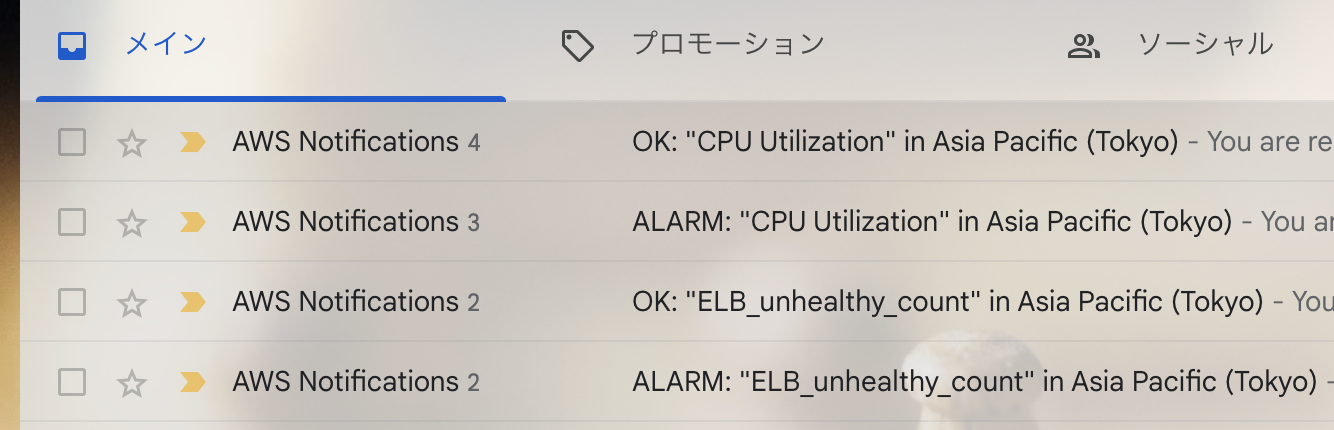 メイン プロモーション ソーシャル
AWS Notifications 4 OK: "CPU Utilization" in Asia Pacific (Tokyo) - You are re
AWS Notifications 3 ALARM: "CPU Utilization" in Asia Pacific (Tokyo) - You ar
AWS Notifications 2 OK: "ELB_unhealthy_count" in Asia Pacific (Tokyo) - You
AWS Notifications 2 ALARM: "ELB_unhealthy_count" in Asia Pacific (Tokyo) -